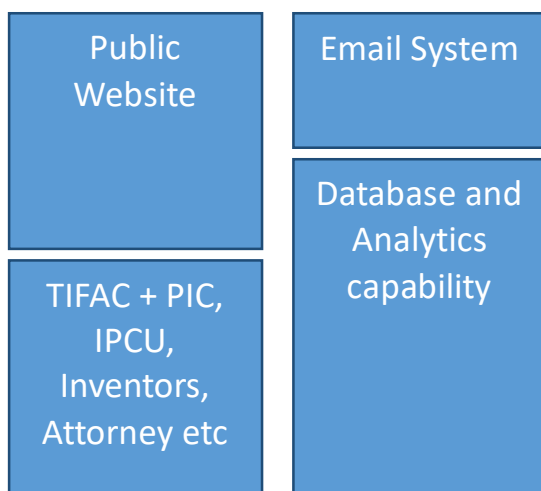 Public
Website
Email System
Database and
Analytics
capability
TIFAC + PIC,
IPCU,
Inventors,
Attorney etc